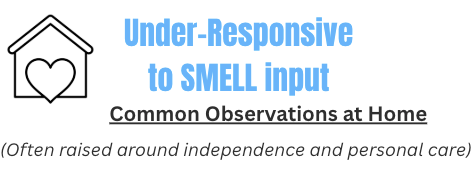 Under-Responsive
to SMELL input
Common Observations at Home
(Often raised around independence and personal care)